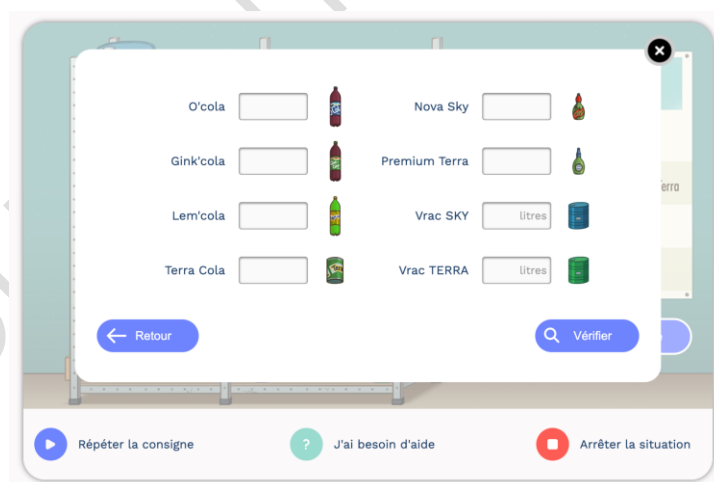 O'cola
Nova Sky
Gink'cola
Premium Terra
erra
Lem'cola
Vrac SKY litres
Terra Cola
Vrac TERRA litres
Retour
Vérifier
Répéter la consigne
? J'ai besoin d'aide
Arrêter la situation